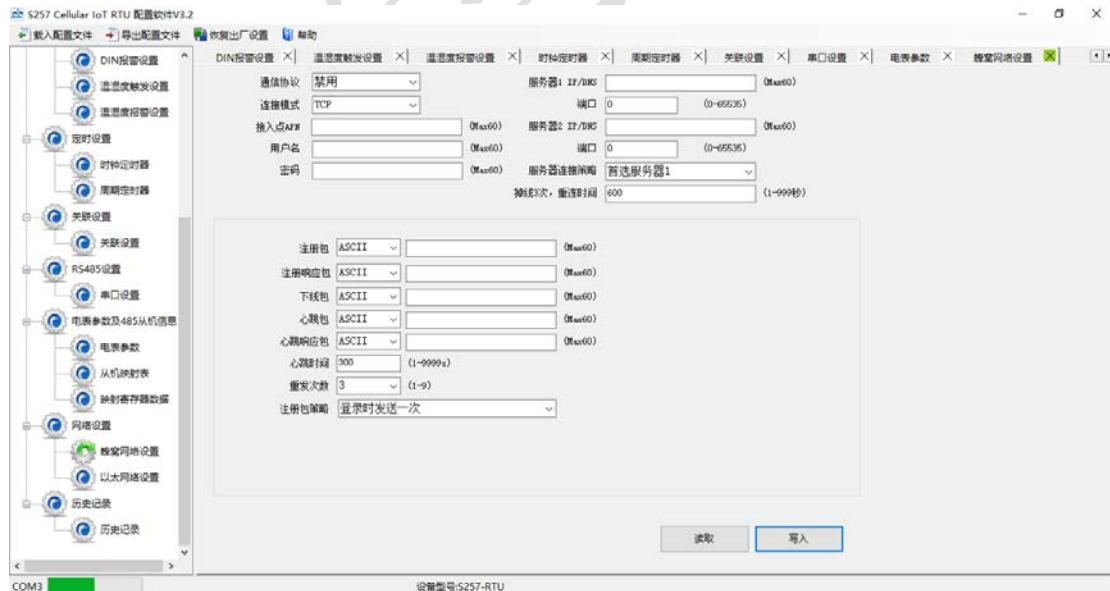 S257 Cellular IoT RTU 配置软件V3.2
载入配置文件 导出配置文件 恢复出厂设置 帮助
DIN报警设置 温湿度触发设置 温湿度报警设置 时钟定时器 周期定时器 关联设置 串口设置 电表参数 蜂窝网络设置
DIN报警设置
温湿度触发设置
温湿度报警设置
定时设置
时钟定时器
周期定时器
关联设置
关联设置
RS485设置
串口设置
电表参数及485从机信息
电表参数
从机映射表
映射寄存器数据
网络设置
蜂窝网络设置
以太网络设置
历史记录
历史记录
通信协议 禁用 服务器1 IP/DNS (Max60)
连接模式 TCP 端口 0 (0-65535)
接入点APN (Max60) 服务器2 IP/DNS (Max60)
用户名 (Max60) 端口 0 (0-65535)
密码 (Max60) 服务器连接策略 首选服务器1
掉线3次，重连时间 600 (1-999秒)
注册包 ASCII (Max60)
注册响应包 ASCII (Max60)
下线包 ASCII (Max60)
心跳包 ASCII (Max60)
心跳响应包 ASCII (Max60)
心跳时间 300 (1-9999s)
重发次数 3 (1-9)
注册包策略 登录时发送一次
读取 写入
COM3 设备型号:S257-RTU